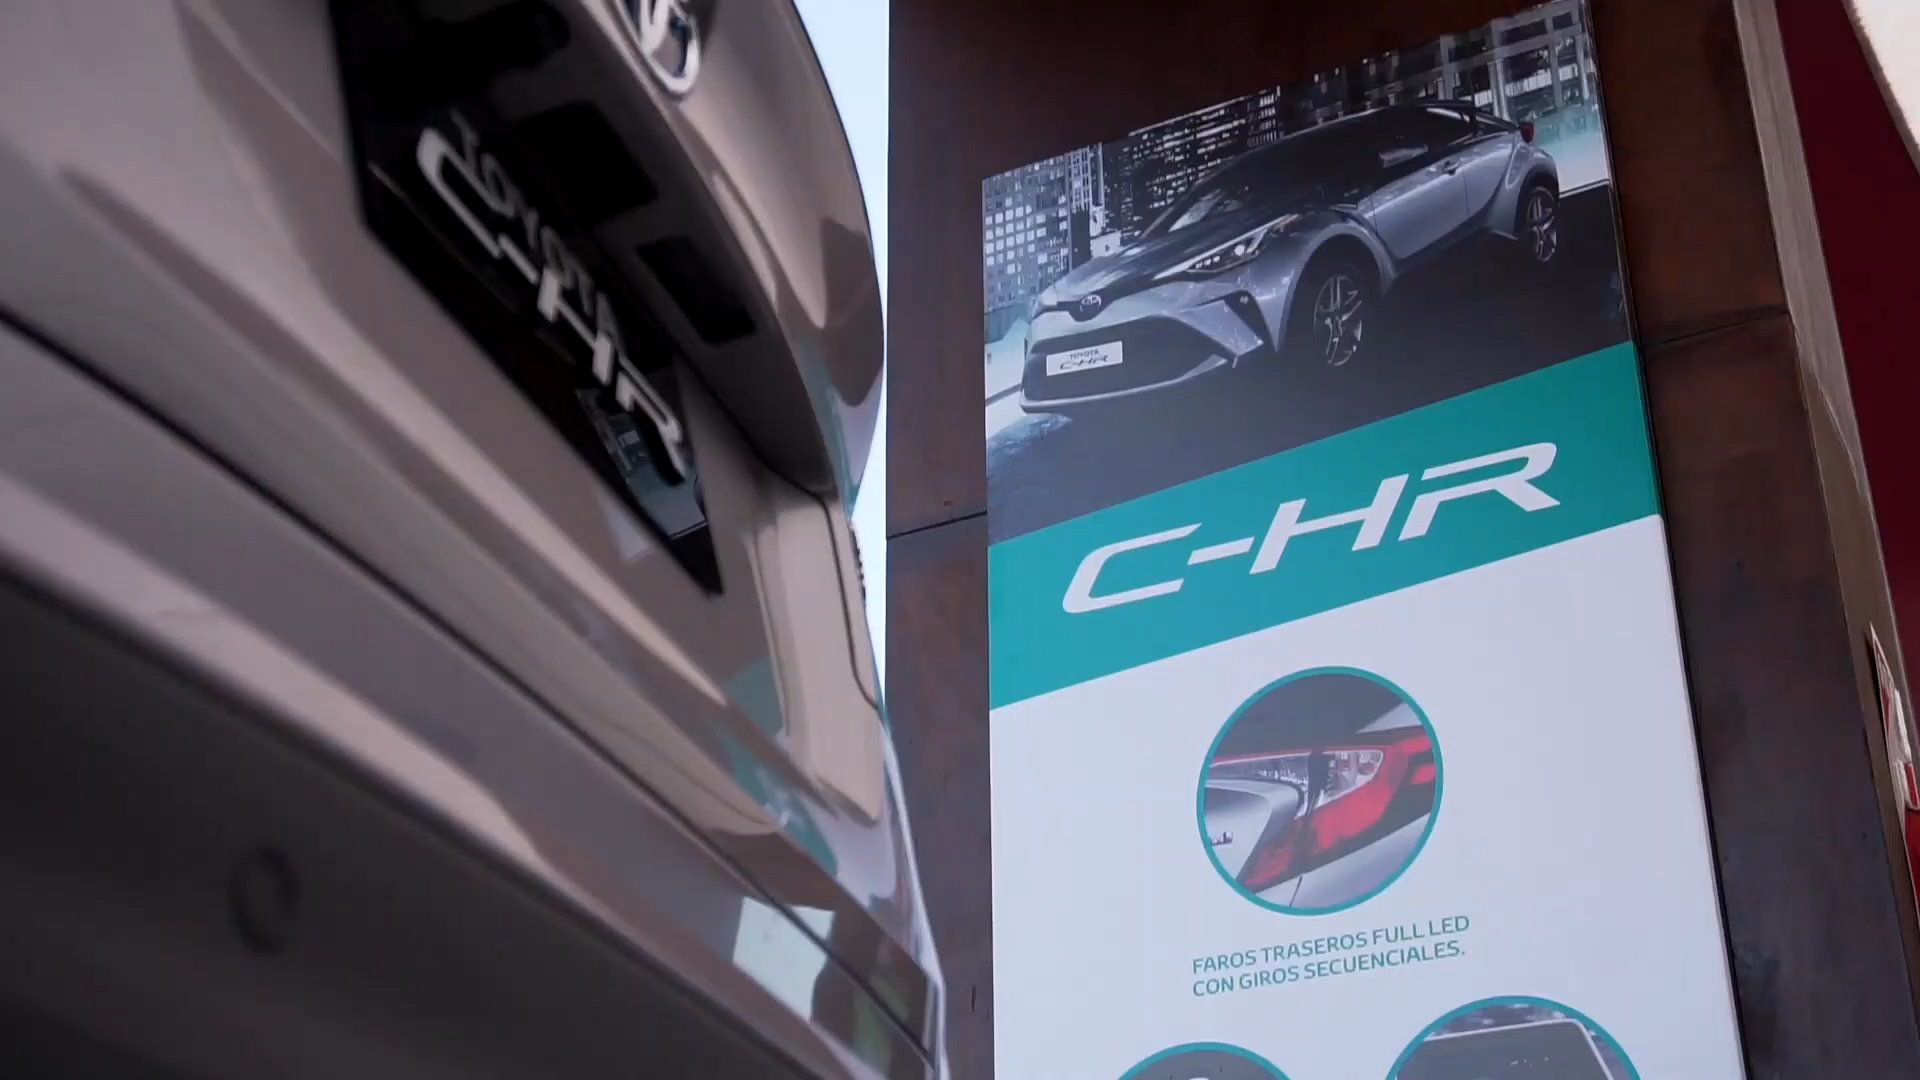 TOYOTA
C-HR
TOYOTA
C-HR
C-HR
FAROS TRASEROS FULL LED
CON GIROS SECUENCIALES.